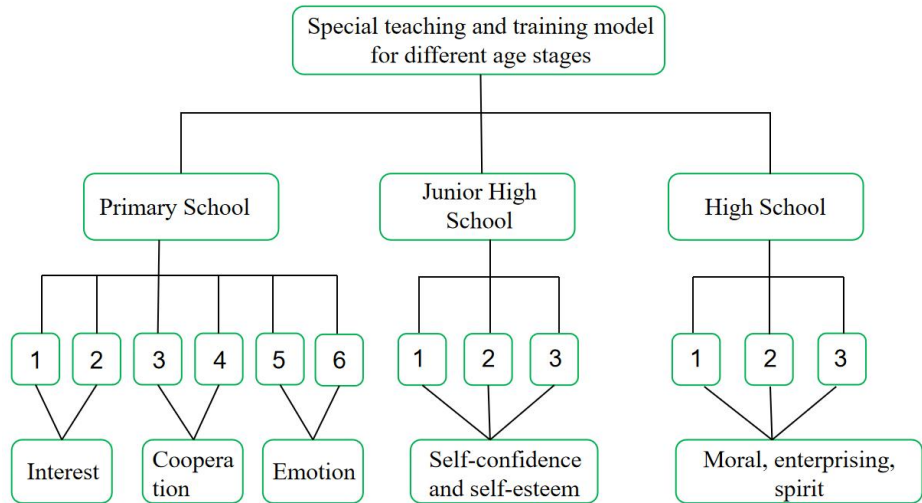 Special teaching and training model
for different age stages
Primary School
Junior High
School
High School
1 2 3 4 5 6
1 2 3
1 2 3
Interest
Coopera
tion
Emotion
Self-confidence
and self-esteem
Moral, enterprising,
spirit